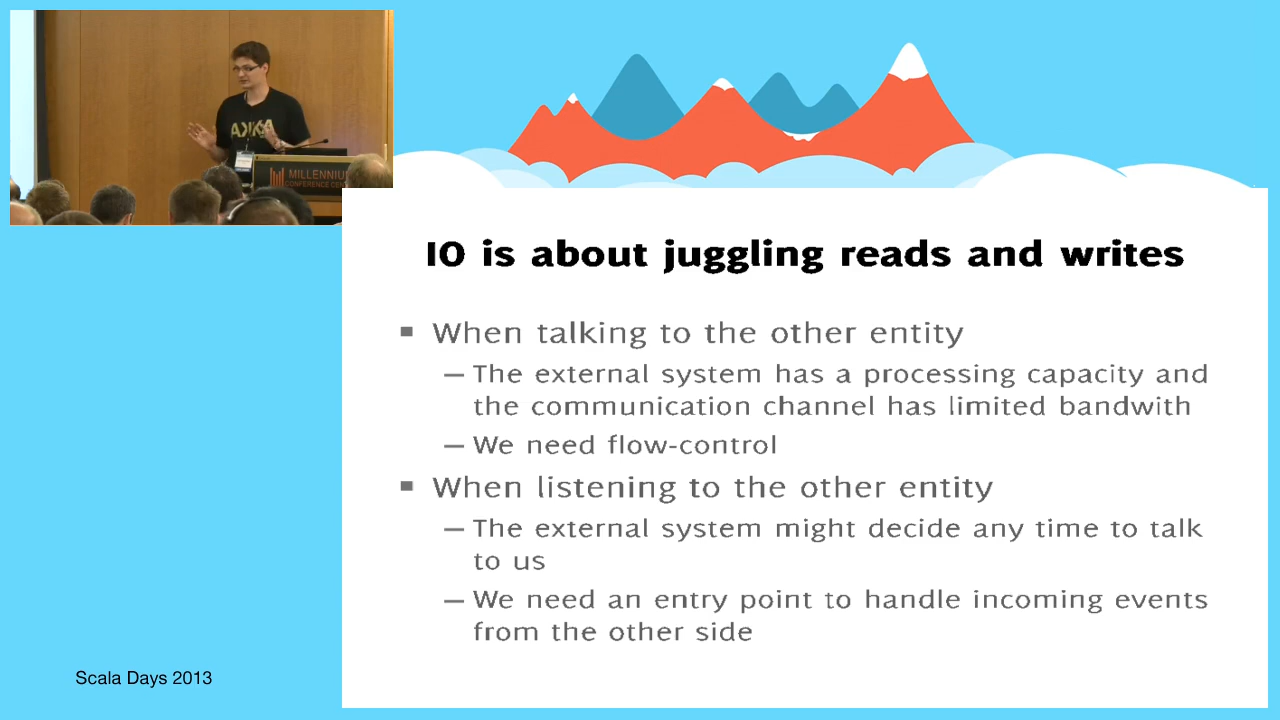 AKKA
MILLENNIUM
CONFERENCE CENT
IO is about juggling reads and writes
When talking to the other entity
– The external system has a processing capacity and
the communication channel has limited bandwith
– We need flow-control
When listening to the other entity
– The external system might decide any time to talk
to us
– We need an entry point to handle incoming events
from the other side
Scala Days 2013